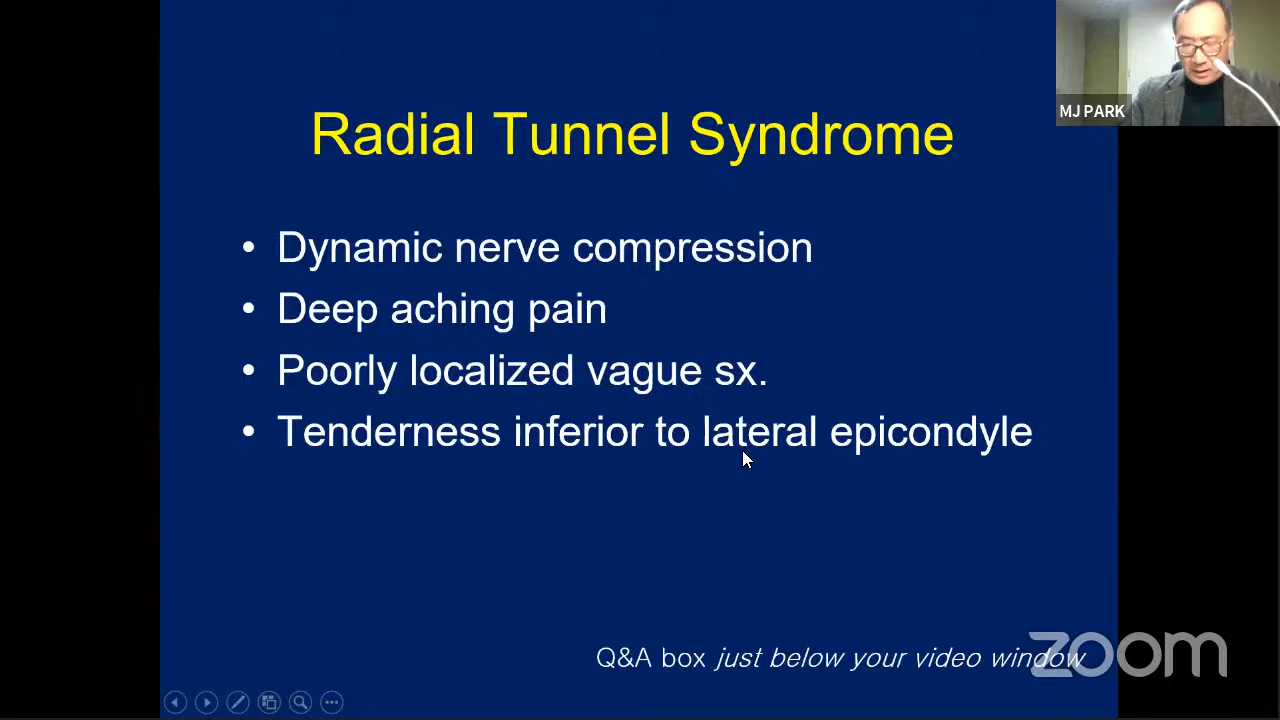 MJ PARK
Radial Tunnel Syndrome
• Dynamic nerve compression
• Deep aching pain
• Poorly localized vague sx.
• Tenderness inferior to lateral epicondyle
Q&A box just below your video window
zoom